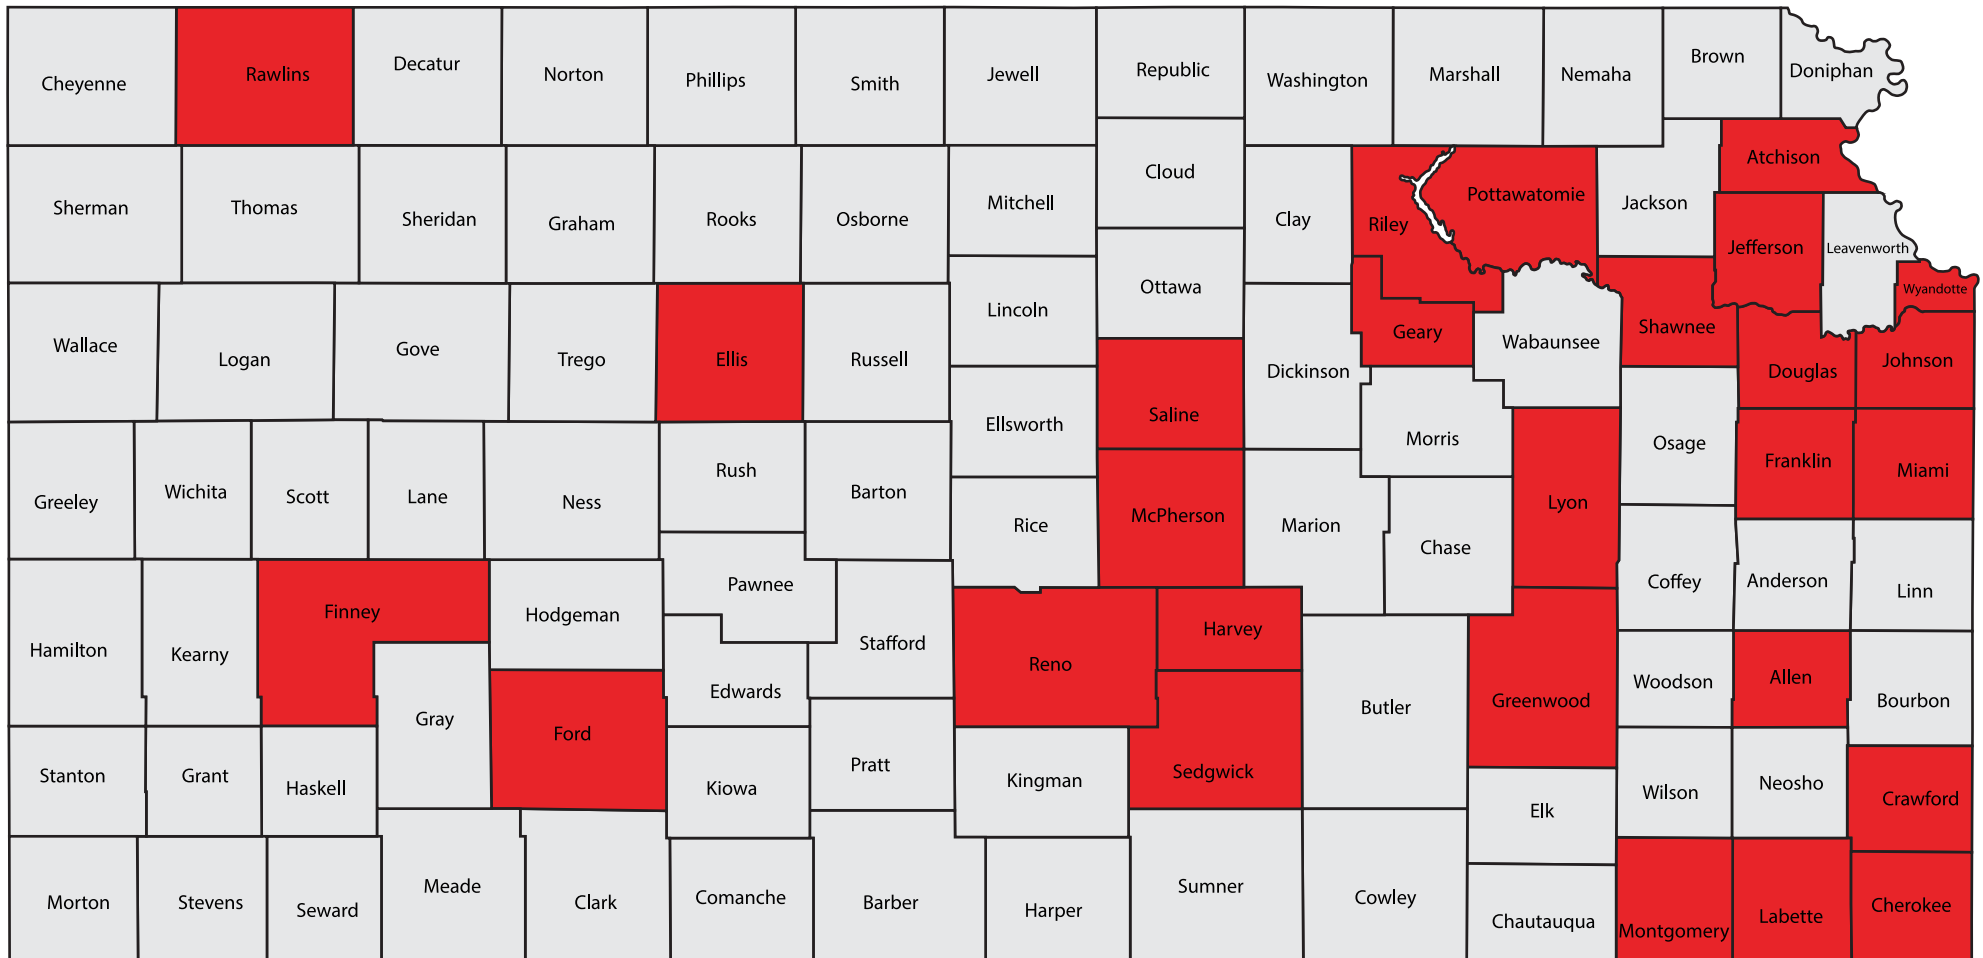 Cheyenne
Rawlins
Decatur
Norton
Phillips
Smith
Jewell
Republic
Washington
Marshall
Nemaha
Brown
Doniphan
Sherman
Thomas
Sheridan
Graham
Rooks
Osborne
Mitchell
Cloud
Clay
Riley
Pottawatomie
Jackson
Atchison
Jefferson
Leavenworth
Wyandotte
Wallace
Logan
Gove
Trego
Ellis
Russell
Lincoln
Ottawa
Saline
Dickinson
Geary
Wabaunsee
Shawnee
Douglas
Johnson
Greeley
Wichita
Scott
Lane
Ness
Rush
Barton
Ellsworth
Rice
McPherson
Marion
Morris
Chase
Lyon
Osage
Franklin
Miami
Hamilton
Kearny
Finney
Hodgeman
Pawnee
Stafford
Edwards
Reno
Harvey
Sedgwick
Butler
Greenwood
Coffey
Anderson
Linn
Woodson
Allen
Bourbon
Stanton
Grant
Haskell
Gray
Ford
Kiowa
Pratt
Kingman
Elk
Wilson
Neosho
Crawford
Morton
Stevens
Seward
Meade
Clark
Comanche
Barber
Harper
Sumner
Cowley
Chautauqua
Montgomery
Labette
Cherokee